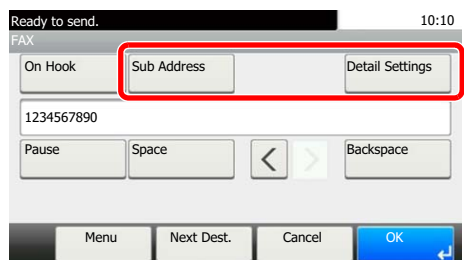 Ready to send. 10:10
FAX
On Hook Sub Address Detail Settings
1234567890
Pause Space < > Backspace
Menu Next Dest. Cancel OK